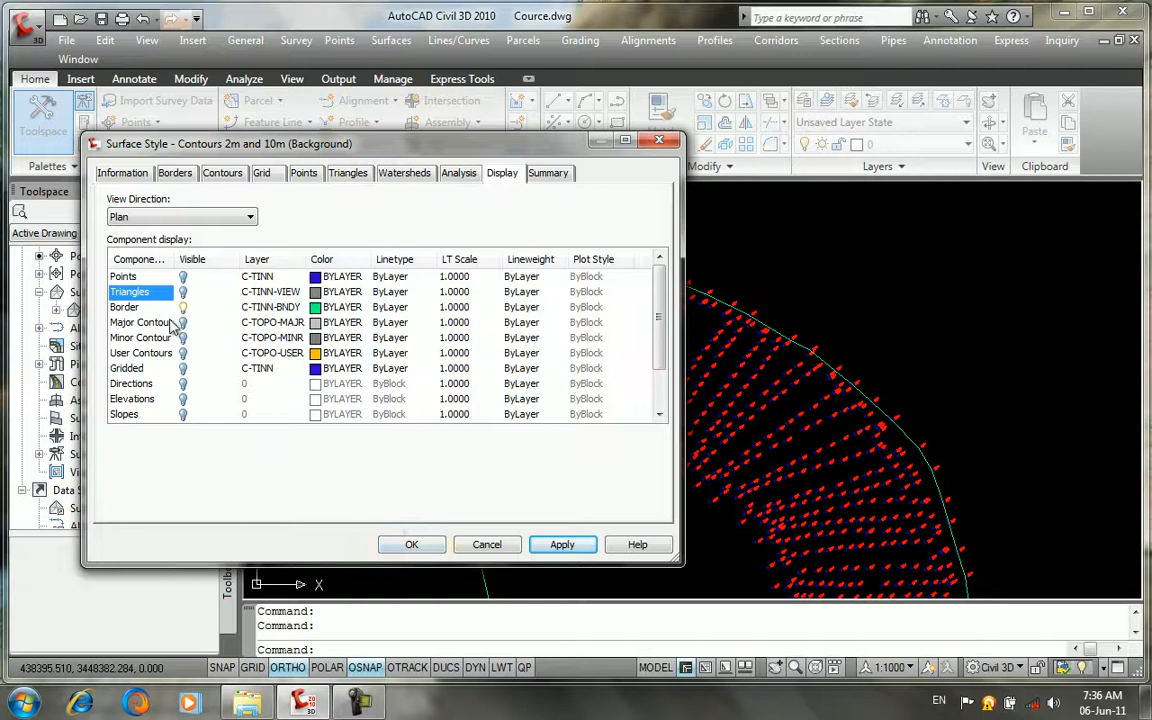 AutoCAD Civil 3D 2010 Cource.dwg
Type a keyword or phrase
File Edit View Insert General Survey Points Surfaces Lines/Curves Parcels Grading Alignments Profiles Corridors Sections Pipes Annotation Express Inquiry
Window
Home Insert Annotate Modify Analyze View Output Manage Express Tools
Toolspace
Import Survey Data
Points
Parcel
Feature Line
Alignment
Profile
Intersection
Assembly
Unsaved Layer State
0
Paste
Palettes
Modify
Layers
View
Clipboard
Toolspace
Active Drawing
Surface Style - Contours 2m and 10m (Background)
Information Borders Contours Grid Points Triangles Watersheds Analysis Display Summary
View Direction:
Plan
Component display:
Compone... Visible Layer Color Linetype LT Scale Lineweight Plot Style
Points C-TINN BYLAYER ByLayer 1.0000 ByLayer ByBlock
Triangles C-TINN-VIEW BYLAYER ByLayer 1.0000 ByLayer ByBlock
Border C-TINN-BNDY BYLAYER ByLayer 1.0000 ByLayer ByBlock
Major Contou C-TOPO-MAJR BYLAYER ByLayer 1.0000 ByLayer ByBlock
Minor Contour C-TOPO-MINR BYLAYER ByLayer 1.0000 ByLayer ByBlock
User Contours C-TOPO-USER BYLAYER ByLayer 1.0000 ByLayer ByBlock
Gridded C-TINN BYLAYER ByLayer 1.0000 ByLayer ByBlock
Directions 0 BYLAYER ByBlock 1.0000 ByLayer ByBlock
Elevations 0 BYLAYER ByBlock 1.0000 ByLayer ByBlock
Slopes 0 BYLAYER ByBlock 1.0000 ByLayer ByBlock
OK Cancel Apply Help
Data S
X
Command:
Command:
Command:
438395.510, 3448382.284, 0.000 SNAP GRID ORTHO POLAR OSNAP OTRACK DUCS DYN LWT QP MODEL 1:1000 Civil 3D
EN
7:36 AM
06-Jun-11